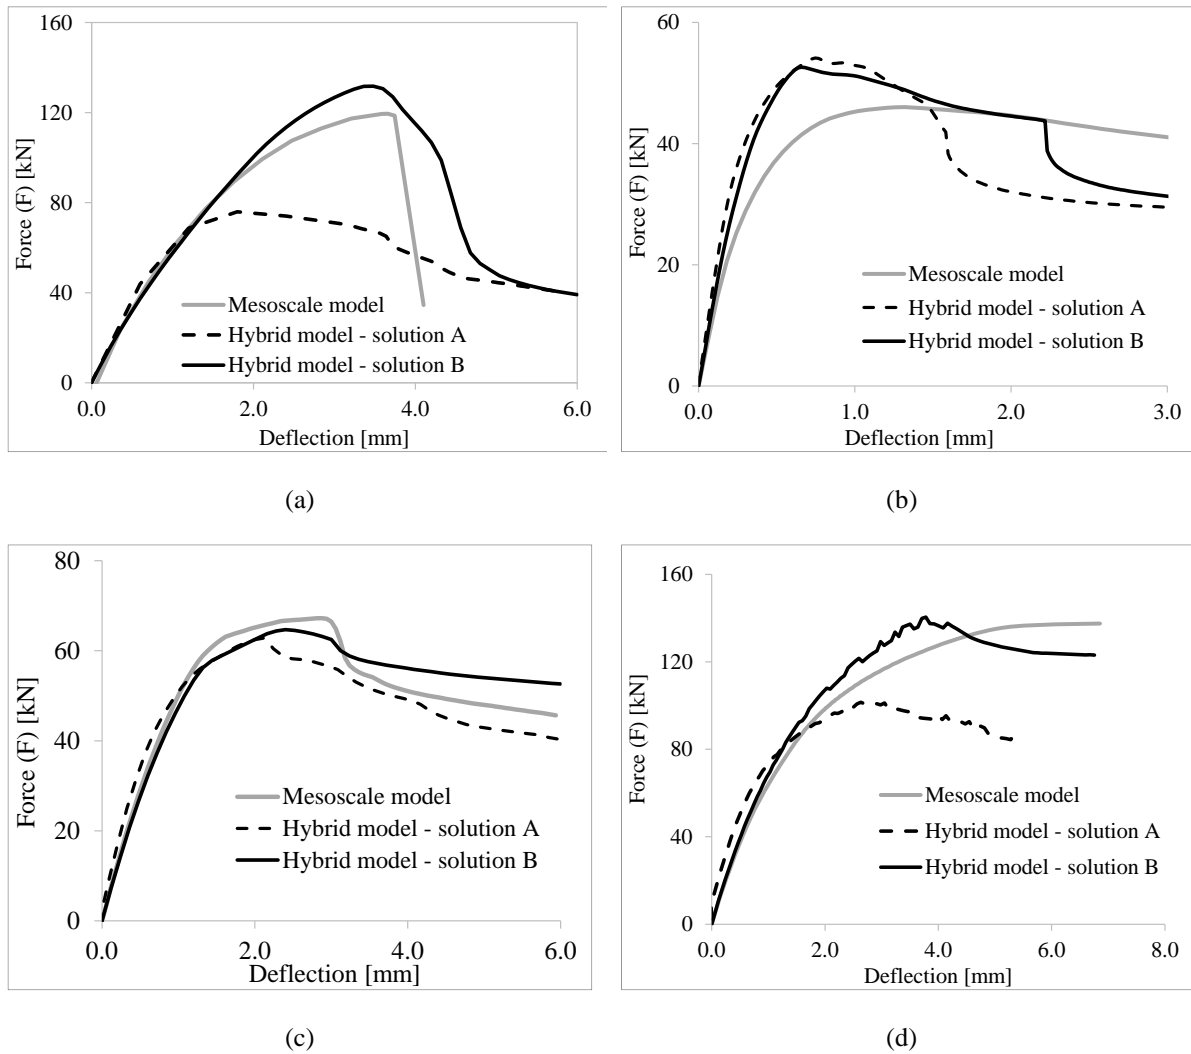 160
120
80
40
0
Force (F) [kN]
Mesoscale model
Hybrid model - solution A
Hybrid model - solution B
0.0 2.0 4.0 6.0
Deflection [mm]
(a)
60
40
20
0
Force (F) [kN]
Mesoscale model
Hybrid model - solution A
Hybrid model - solution B
0.0 1.0 2.0 3.0
Deflection [mm]
(b)
80
60
40
20
0
Force (F) [kN]
Mesoscale model
Hybrid model - solution A
Hybrid model - solution B
0.0 2.0 4.0 6.0
Deflection [mm]
(c)
160
120
80
40
0
Force (F) [kN]
Mesoscale model
Hybrid model - solution A
Hybrid model - solution B
0.0 2.0 4.0 6.0 8.0
Deflection [mm]
(d)